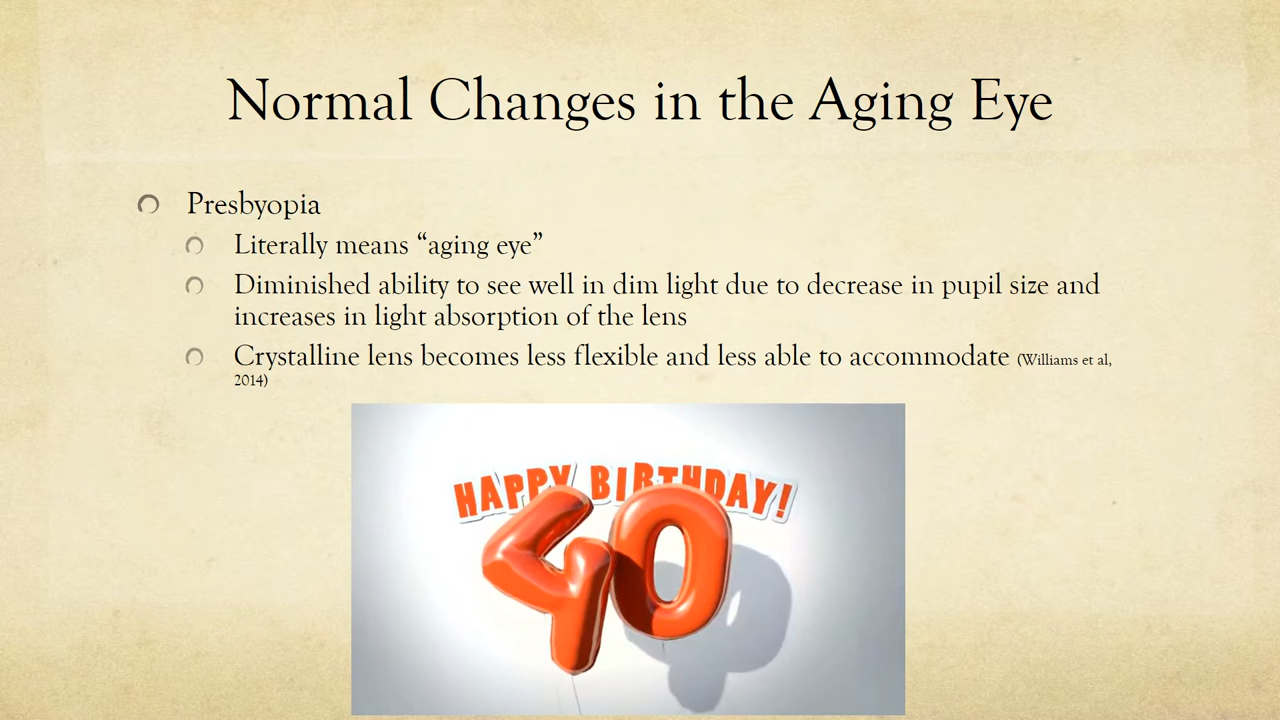 Normal Changes in the Aging Eye
Presbyopia
Literally means “aging eye”
Diminished ability to see well in dim light due to decrease in pupil size and
increases in light absorption of the lens
Crystalline lens becomes less flexible and less able to accommodate (Williams et al,
2014)
HAPPY BIRTHDAY!
40